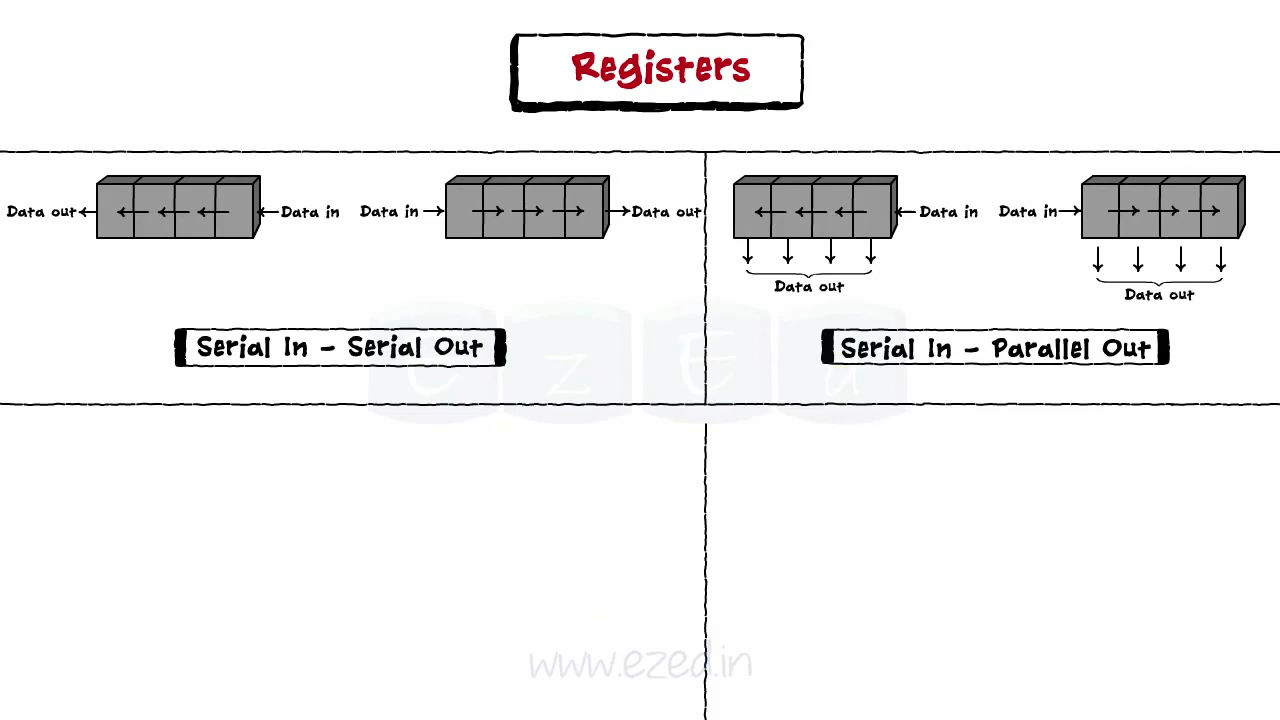 Registers
Data out
Data in
Data in
Data out
Data in
Data in
Data out
Data out
Serial In - Serial Out
Serial In - Parallel Out
e z E d
www.ezed.in